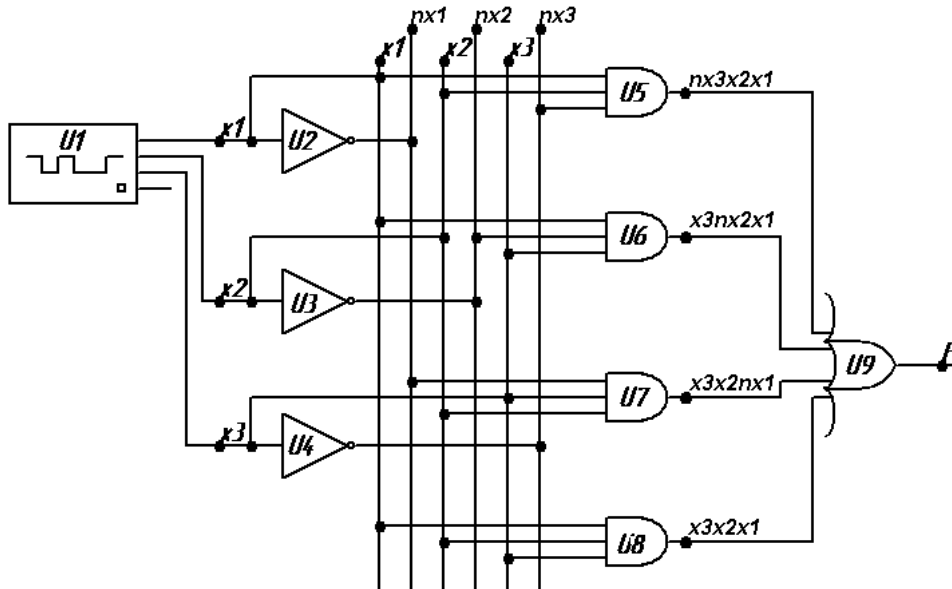 nx1 nx2 nx3
x1 x2 x3
U5 nx3x2x1
U1
x1 U2
U6 x3nx2x1
x2 U3
U9 F
U7 x3x2nx1
x3 U4
U8 x3x2x1